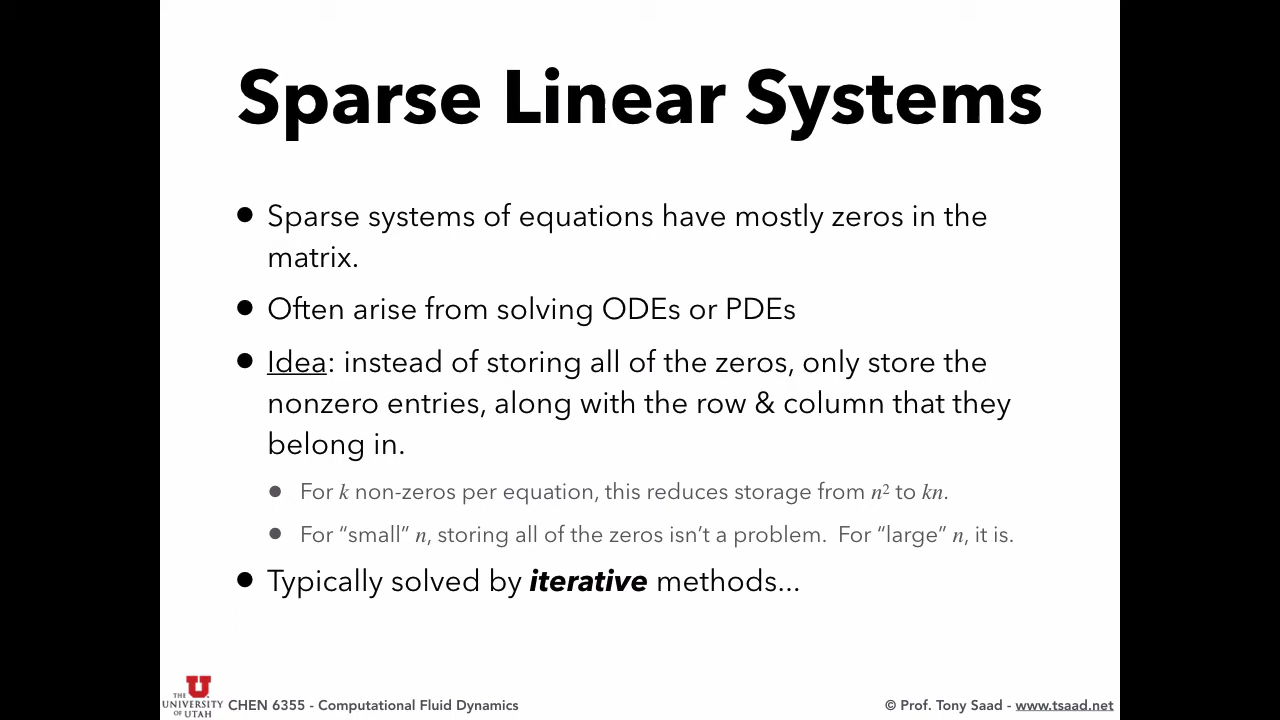 Sparse Linear Systems
• Sparse systems of equations have mostly zeros in the
matrix.
• Often arise from solving ODEs or PDEs
• Idea: instead of storing all of the zeros, only store the
nonzero entries, along with the row & column that they
belong in.
• For k non-zeros per equation, this reduces storage from n² to kn.
• For “small” n, storing all of the zeros isn’t a problem.  For “large” n, it is.
• Typically solved by iterative methods...
THE
UNIVERSITY
OF UTAH
CHEN 6355 - Computational Fluid Dynamics
© Prof. Tony Saad - www.tsaad.net